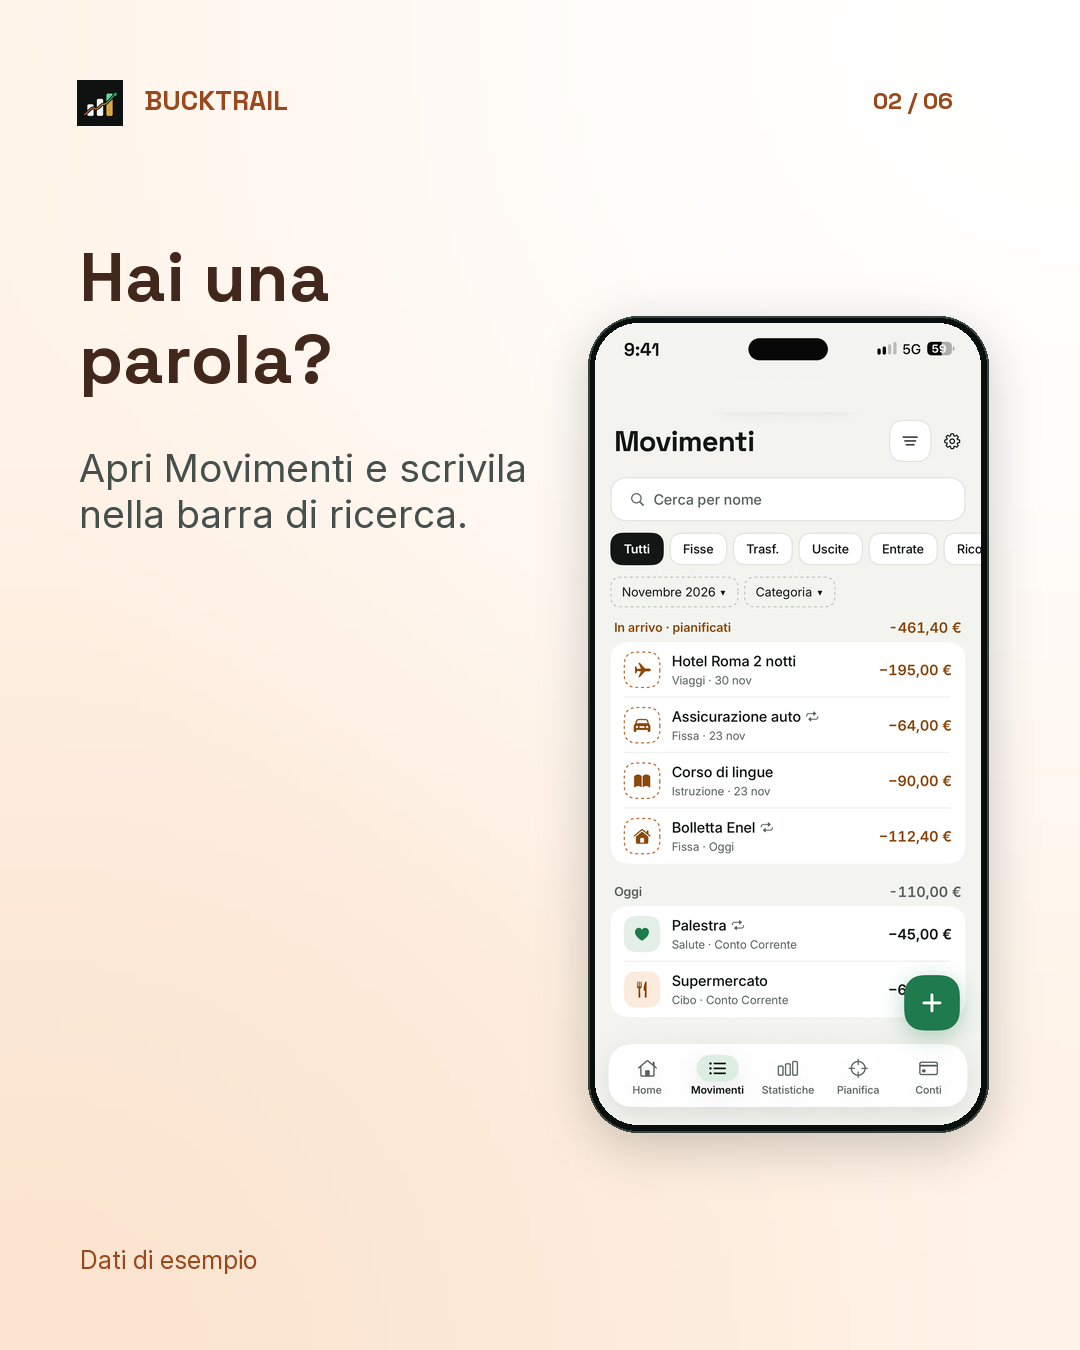 BUCKTRAIL
02 / 06
Hai una
parola?
Apri Movimenti e scrivila
nella barra di ricerca.
9:41
5G 59
Movimenti
Cerca per nome
Tutti Fisse Trasf. Uscite Entrate Rico
Novembre 2026 ▾ Categoria ▾
In arrivo · pianificati -461,40 €
Hotel Roma 2 notti
Viaggi · 30 nov
−195,00 €
Assicurazione auto
Fissa · 23 nov
−64,00 €
Corso di lingue
Istruzione · 23 nov
−90,00 €
Bolletta Enel
Fissa · Oggi
−112,40 €
Oggi -110,00 €
Palestra
Salute · Conto Corrente
−45,00 €
Supermercato
Cibo · Conto Corrente
−6
Home Movimenti Statistiche Pianifica Conti
Dati di esempio